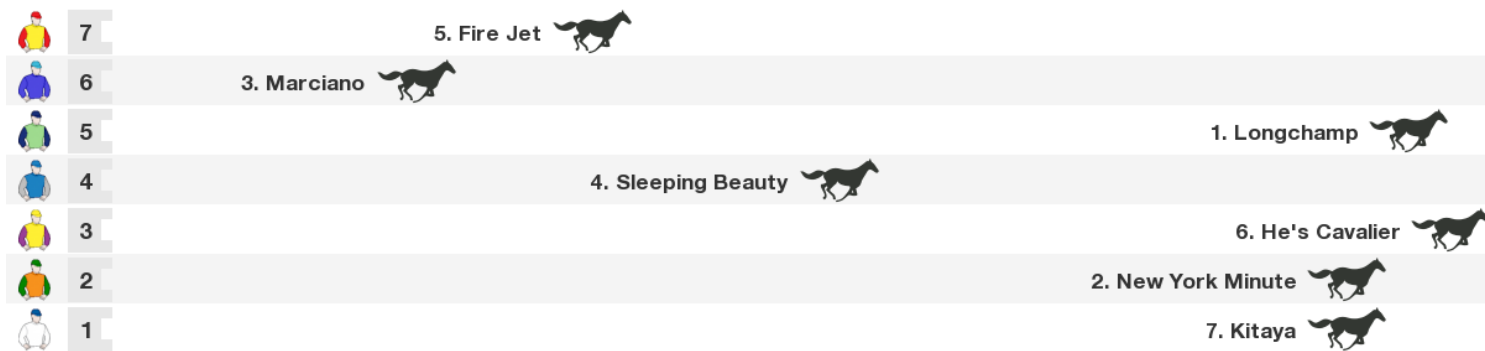 7 5. Fire Jet
6 3. Marciano
5 1. Longchamp
4 4. Sleeping Beauty
3 6. He's Cavalier
2 2. New York Minute
1 7. Kitaya